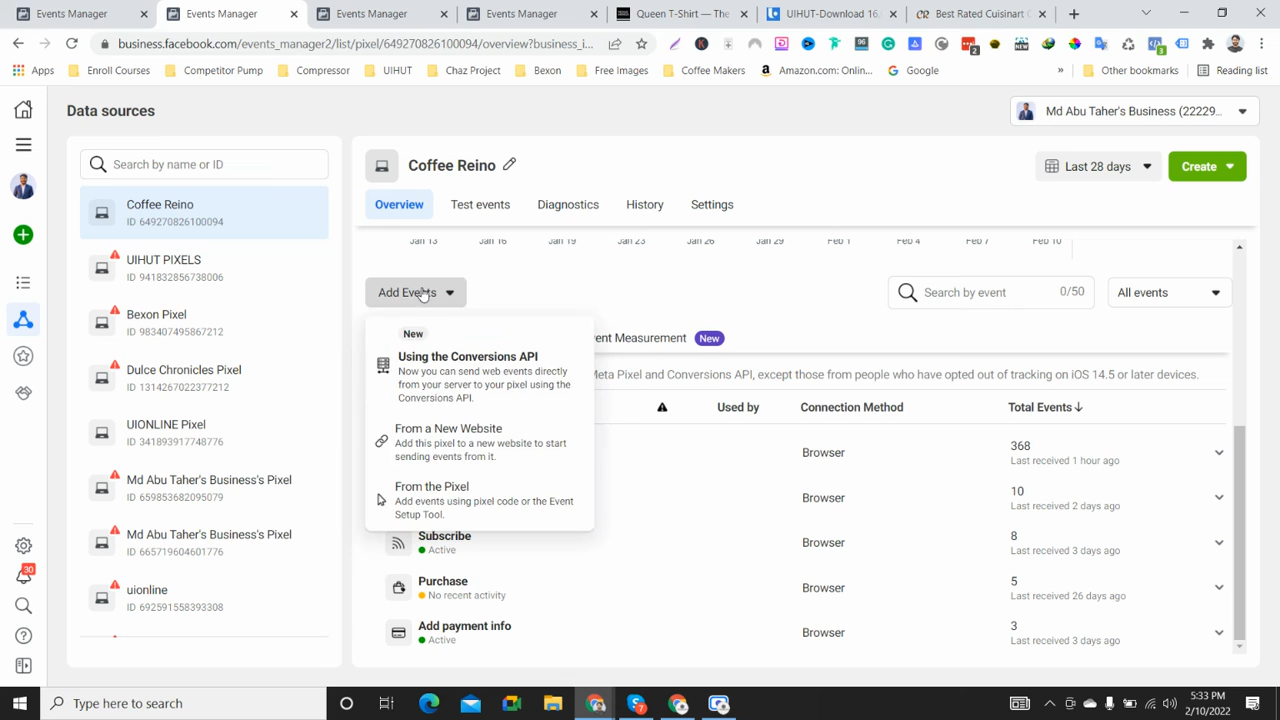 Events Manager
Events Manager
Events Manager
Events Manager
Queen T-Shirt — The
UIHUT-Download 16,
Best Rated Cuisinart C
business.facebook.com/events_manager2/list/pixel/649270826100094/overview?business_i...
Apps
Enroll Courses
Competitor Pump
Compressor
UIHUT
Chaz Project
Bexon
Free Images
Coffee Makers
Amazon.com: Onlin...
Google
»
Other bookmarks
Reading list
Data sources
Md Abu Taher's Business (22229...
Search by name or ID
Coffee Reino
ID 649270826100094
UIHUT PIXELS
ID 941832856738006
Bexon Pixel
ID 983407495867212
Dulce Chronicles Pixel
ID 1314267022377212
UIONLINE Pixel
ID 341893917748776
Md Abu Taher's Business's Pixel
ID 659853682095079
Md Abu Taher's Business's Pixel
ID 665719604601776
uionline
ID 692591558393308
30
Coffee Reino
Last 28 days
Create
Overview
Test events
Diagnostics
History
Settings
Jan 13
Jan 16
Jan 19
Jan 23
Jan 26
Jan 29
Feb 1
Feb 4
Feb 7
Feb 10
Add Events
Search by event
0/50
All events
New
Using the Conversions API
Now you can send web events directly
from your server to your pixel using the
Conversions API.
From a New Website
Add this pixel to a new website to start
sending events from it.
From the Pixel
Add events using pixel code or the Event
Setup Tool.
ent Measurement
New
Meta Pixel and Conversions API, except those from people who have opted out of tracking on iOS 14.5 or later devices.
Used by
Connection Method
Total Events
Browser
368
Last received 1 hour ago
Browser
10
Last received 2 days ago
Subscribe
Active
Browser
8
Last received 3 days ago
Purchase
No recent activity
Browser
5
Last received 26 days ago
Add payment info
Active
Browser
3
Last received 3 days ago
Type here to search
5:33 PM
2/10/2022